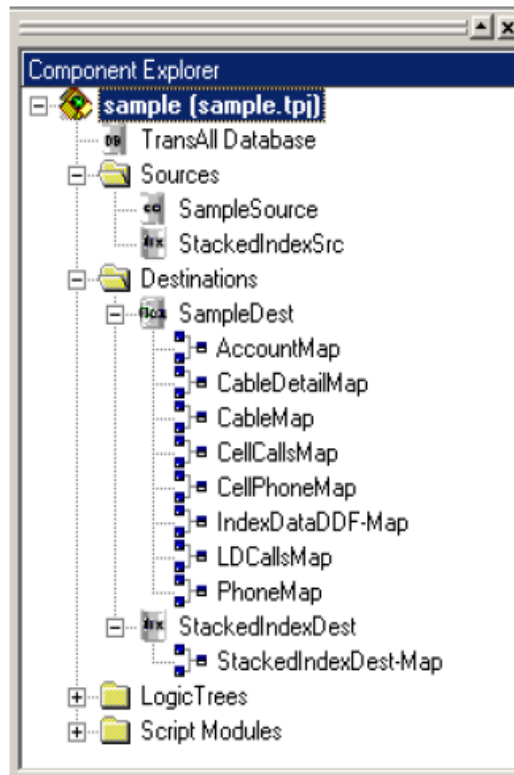 Component Explorer
sample (sample.tpj)
TransAll Database
Sources
SampleSource
StackedIndexSrc
Destinations
SampleDest
AccountMap
CableDetailMap
CableMap
CellCallsMap
CellPhoneMap
IndexDataDDF-Map
LDCallsMap
PhoneMap
StackedIndexDest
StackedIndexDest-Map
LogicTrees
Script Modules